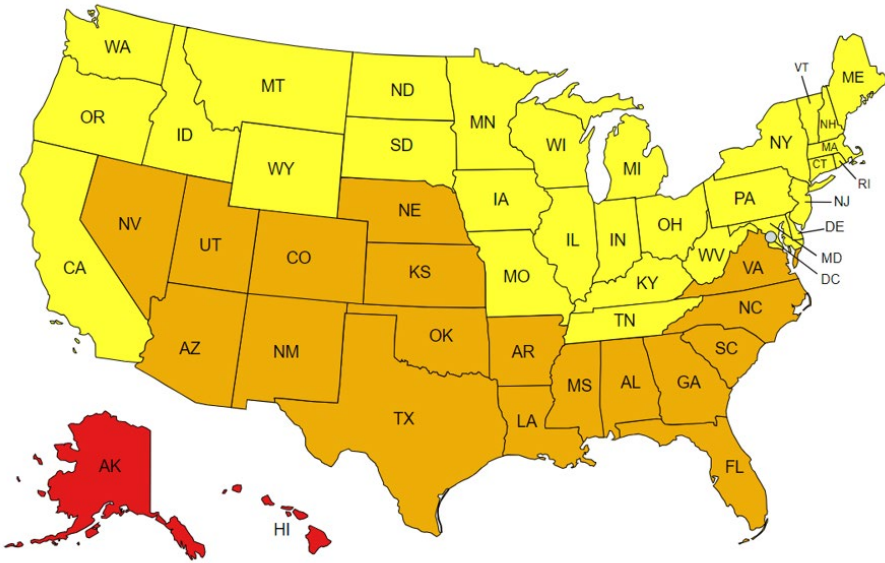 WA
MT
ND
MN
VT
ME
OR
ID
SD
WI
NH
NY
WY
MI
MA
CT
RI
IA
PA
NJ
NE
OH
NV
IL
IN
DE
UT
CO
WV
MD
CA
KS
MO
VA
DC
KY
NC
TN
OK
AZ
NM
AR
SC
MS
AL
GA
TX
LA
AK
FL
HI